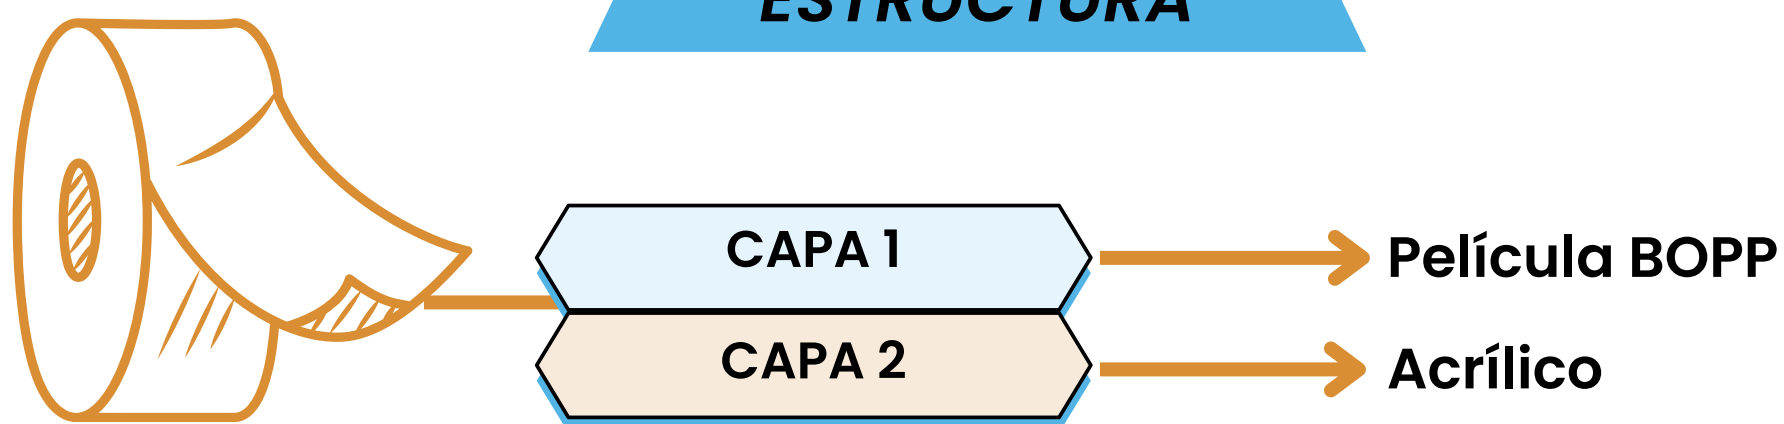 ESTRUCTURA
CAPA 1
Película BOPP
CAPA 2
Acrílico